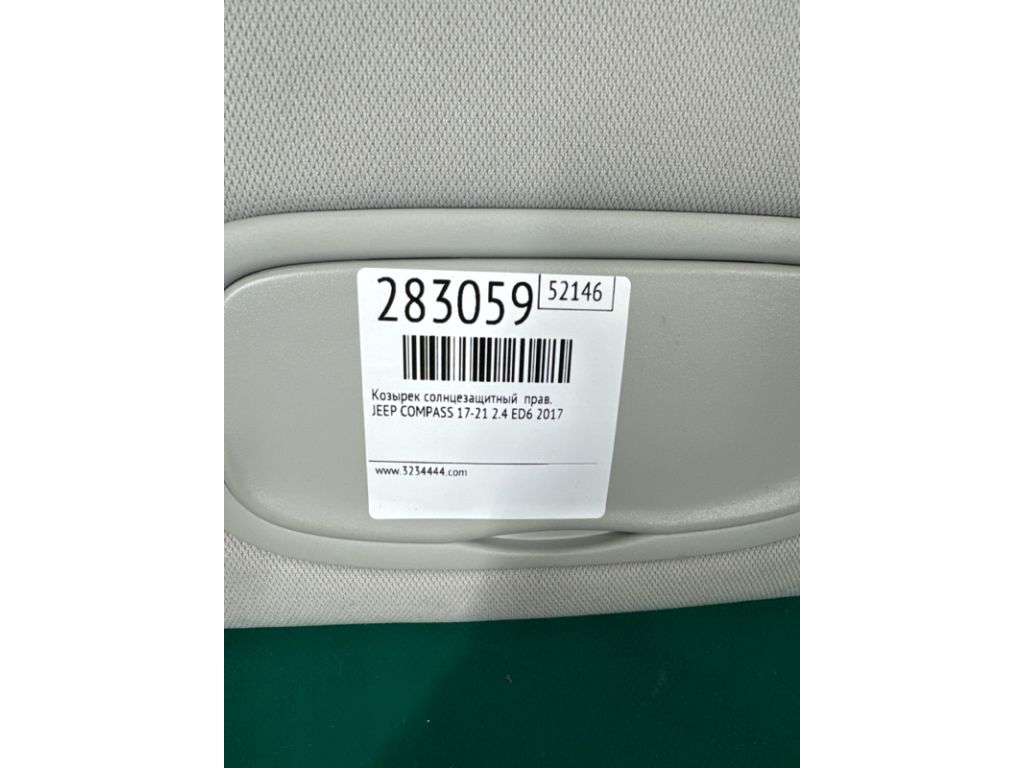 283059
52146
Козырек солнцезащитный прав.
JEEP COMPASS 17-21 2.4 ED6 2017
www.3234444.com